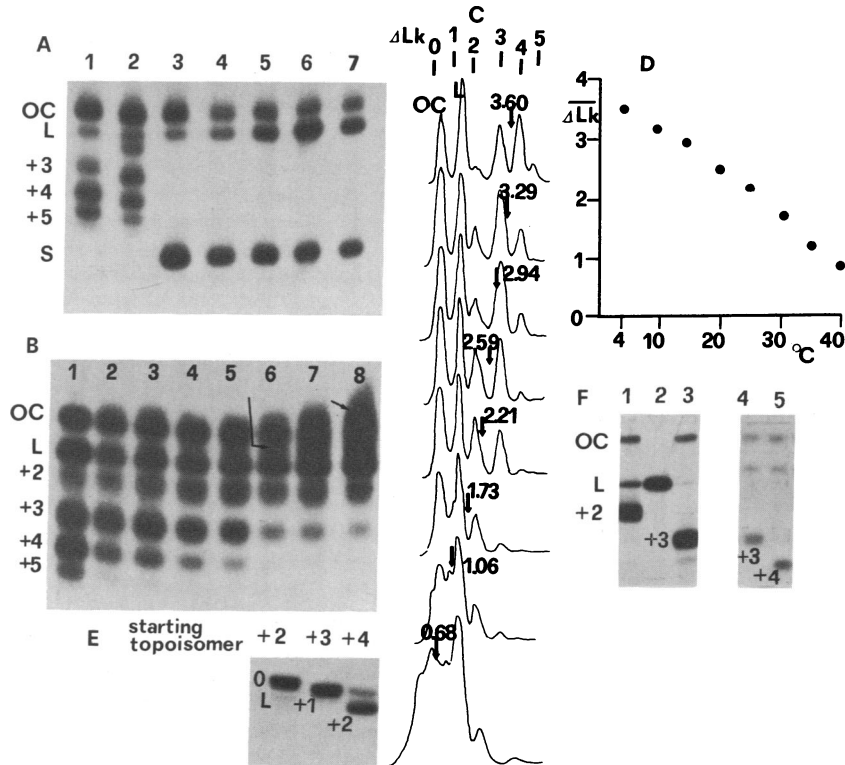 A
1 2 3 4 5 6 7
OC
L
+3
+4
+5
S
B
1 2 3 4 5 6 7 8
OC
L
+2
+3
+4
+5
E
starting
topoisomer
+2 +3 +4
0
L
+1
+2
C
ΔLk
0 1 2 3 4 5
OC
L
3.60
3.29
2.94
2.59
2.21
1.73
1.06
0.68
D
4
ΔLk
3
2
1
0
4 10 20 30 40
°C
F
1 2 3 4 5
OC
L
+2
+3
+3
+4